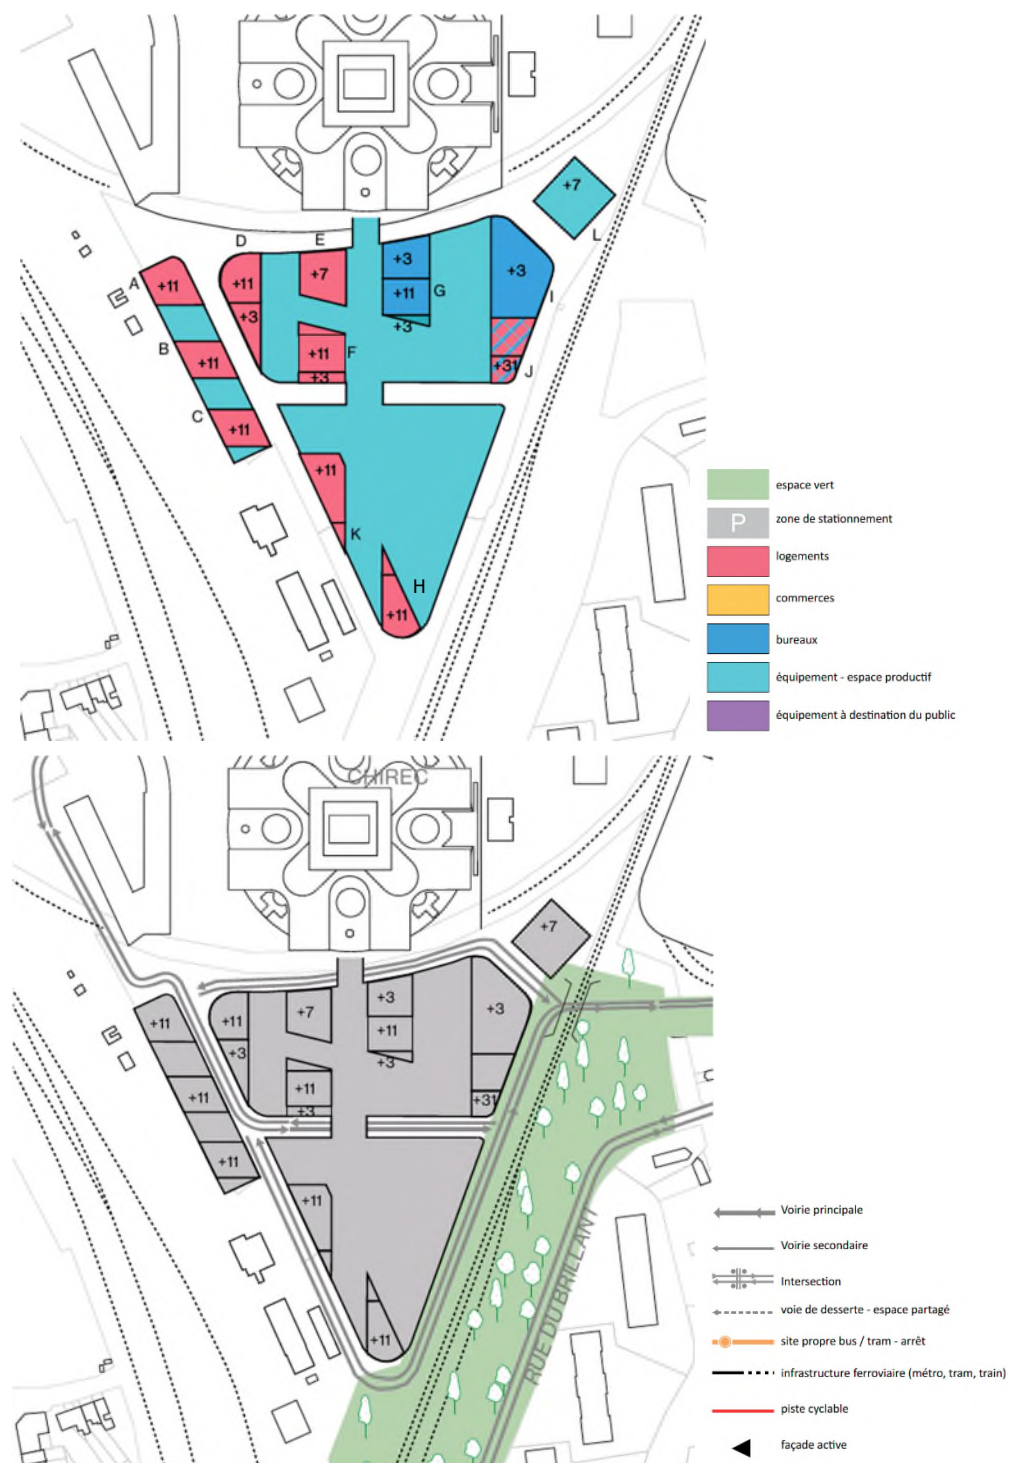 +7
L
D
E
A
+11
+11
+7
+3
+3
I
+11
G
+3
+3
B
+11
+11
F
+31
J
+3
C
+11
+11
K
H
+11
espace vert
P
zone de stationnement
logements
commerces
bureaux
équipement - espace productif
équipement à destination du public
CHIREC
+7
+11
+11
+7
+3
+3
+11
+3
+3
+11
+11
+31
+3
+11
+11
RUE DU BRILLANT
+11
Voirie principale
Voirie secondaire
Intersection
voie de desserte - espace partagé
site propre bus / tram - arrêt
infrastructure ferroviaire (métro, tram, train)
piste cyclable
façade active